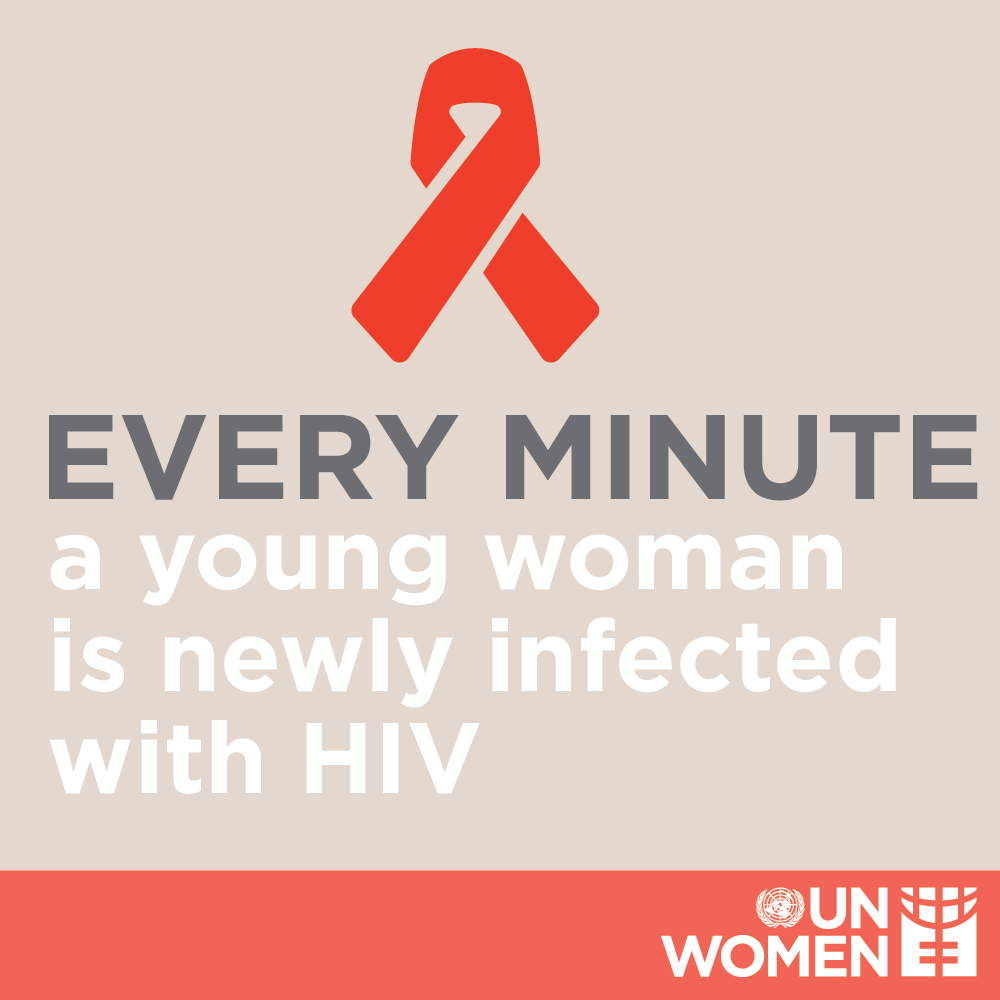 EVERY MINUTE
a young woman
is newly infected
with HIV
UN
WOMEN